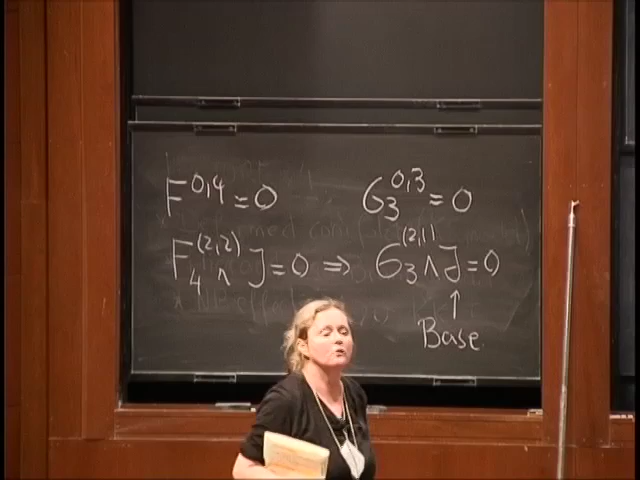 F^{0,4} = 0    G_3^{0,3} = 0
F_4^{(2,2)} ∧ J = 0 ⇒ G_3^{(2,1)} ∧ J = 0
↑
Base